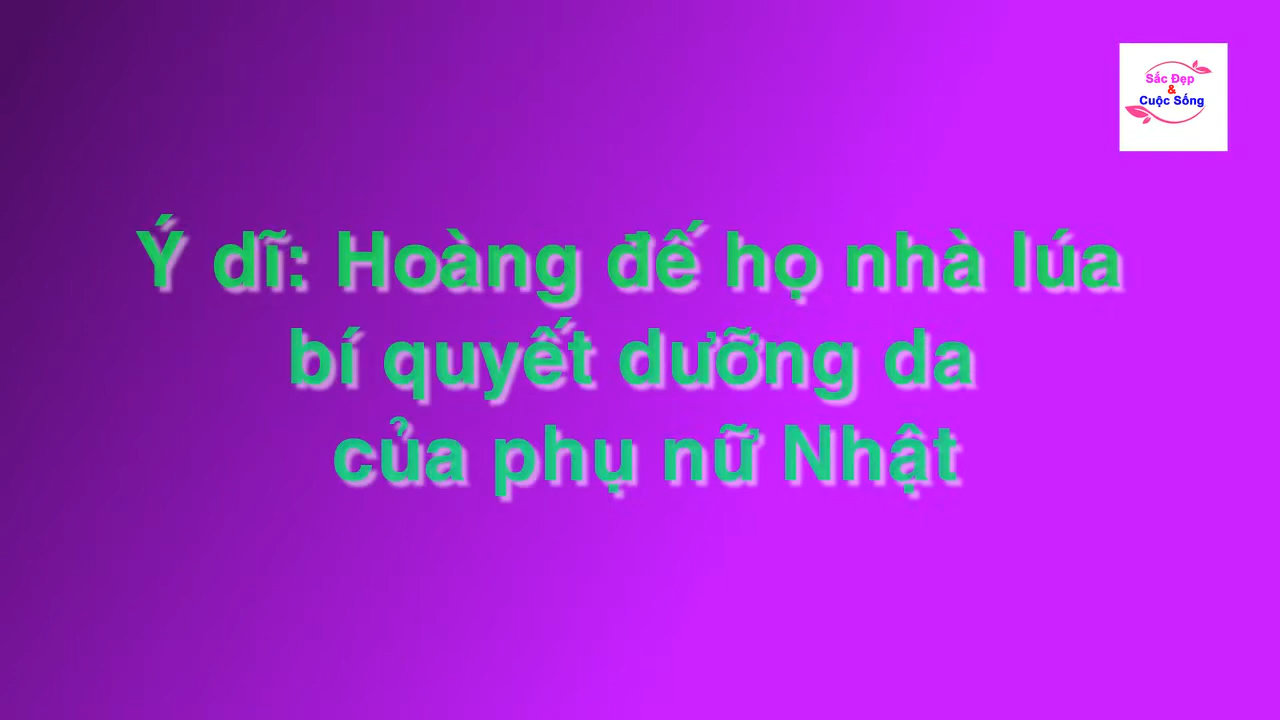 Sắc Đẹp
&
Cuộc Sống
Ý dĩ: Hoàng đế họ nhà lúa
bí quyết dưỡng da
của phụ nữ Nhật